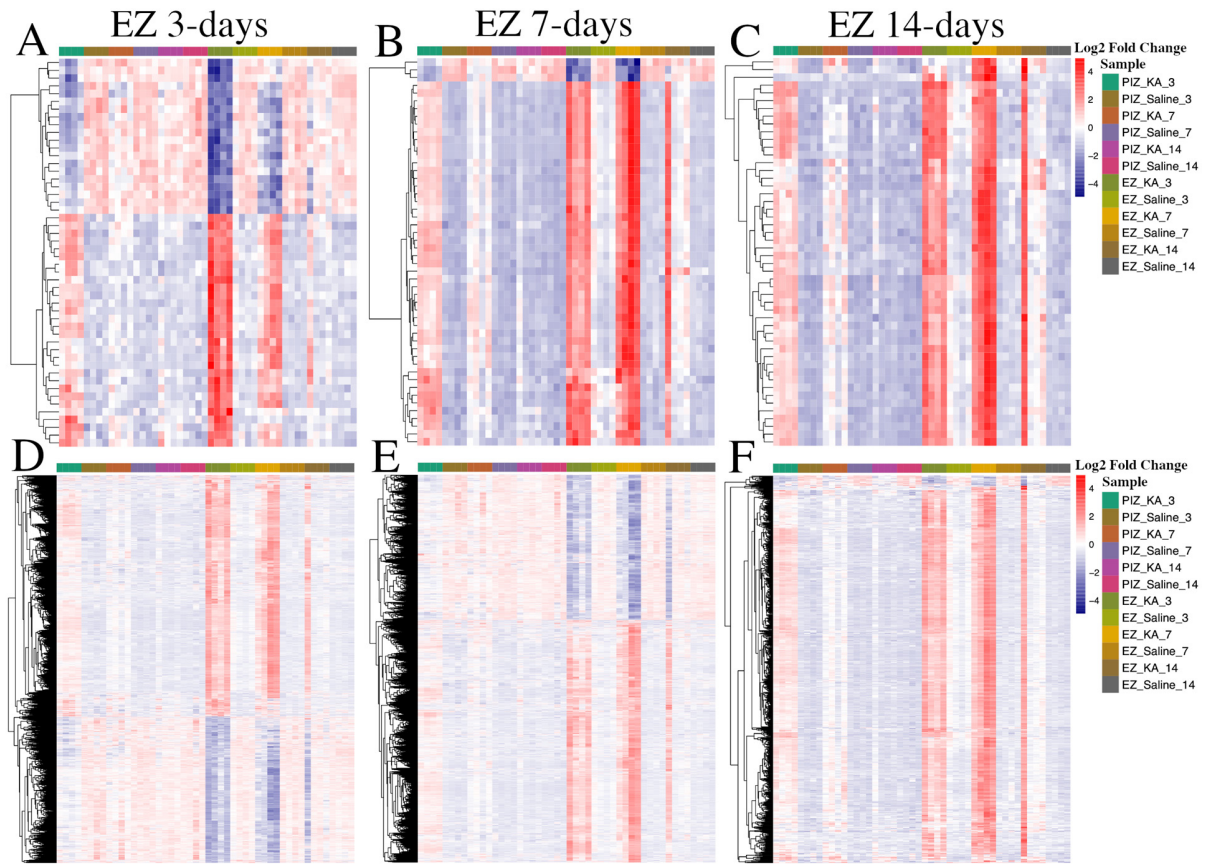 EZ 3-days
EZ 7-days
EZ 14-days
A
B
C
Log2 Fold Change
Sample
4
2
0
−2
−4
PIZ_KA_3
PIZ_Saline_3
PIZ_KA_7
PIZ_Saline_7
PIZ_KA_14
PIZ_Saline_14
EZ_KA_3
EZ_Saline_3
EZ_KA_7
EZ_Saline_7
EZ_KA_14
EZ_Saline_14
D
E
F
Log2 Fold Change
Sample
4
2
0
−2
−4
PIZ_KA_3
PIZ_Saline_3
PIZ_KA_7
PIZ_Saline_7
PIZ_KA_14
PIZ_Saline_14
EZ_KA_3
EZ_Saline_3
EZ_KA_7
EZ_Saline_7
EZ_KA_14
EZ_Saline_14